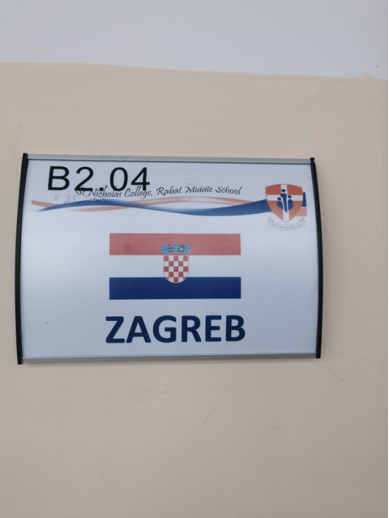 B2.04
St Nicholas College, Rabat Middle School
ZAGREB